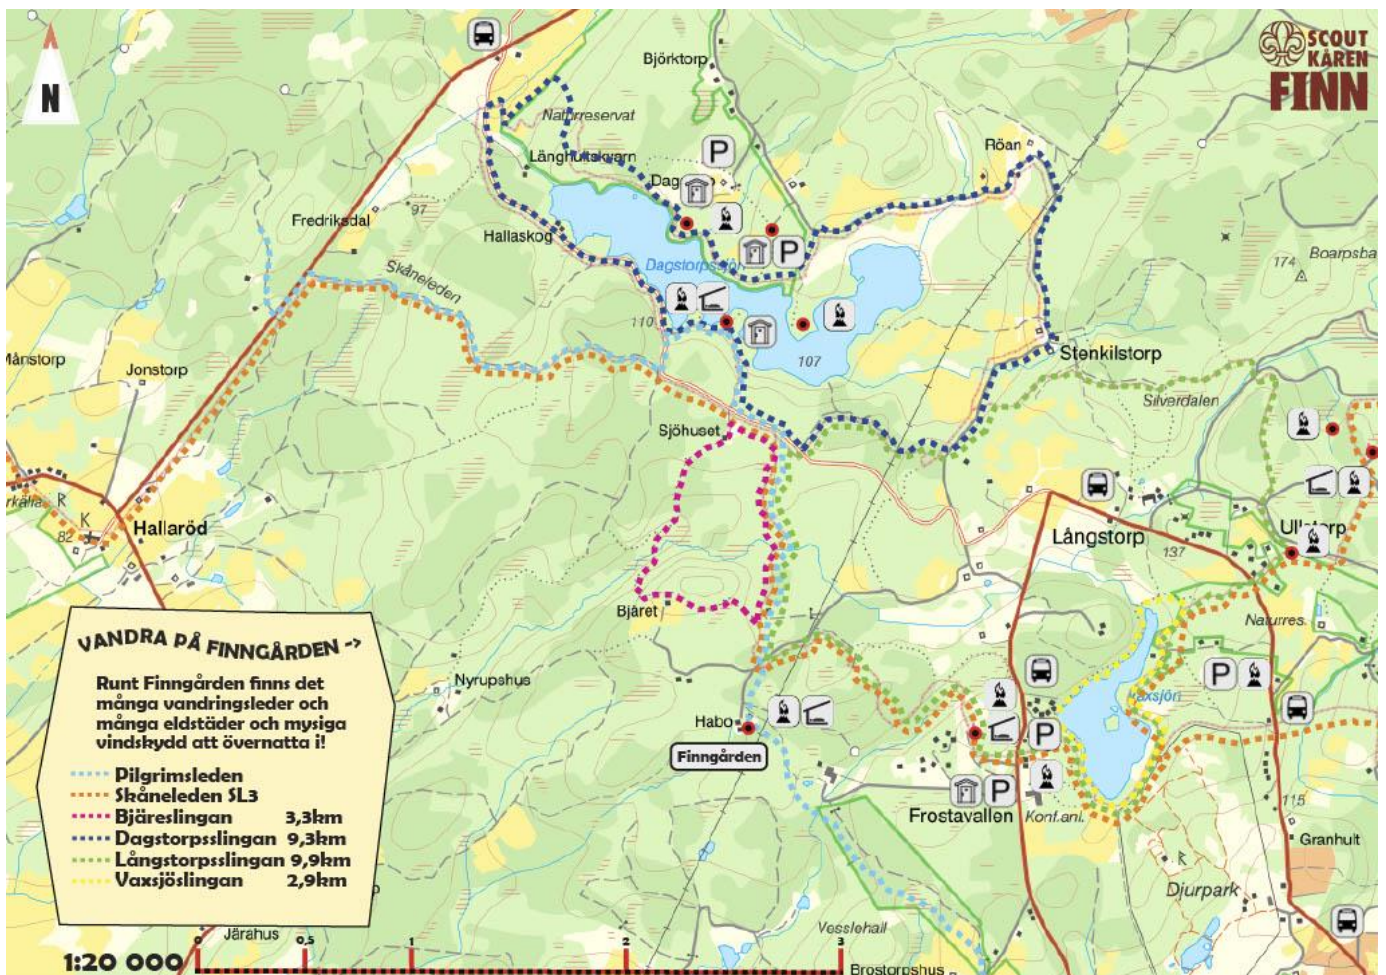 N
SCOUT
KÅREN
FINN
Björktorp
Naturreservat
Långhultskvarn
P
Röan
97
Fredriksdal
Hallaskog
P
Dagstorpssjön
Boarpsba
174
Skåneleden
110
107
Stenkilstorp
Månstorp
Jonstorp
Silverdalen
Sjöhuset
R
K
82
Hallaröd
Långstorp
137
Ullstorp
Bjäret
Naturres.
VANDRA PÅ FINNGÅRDEN ->
Runt Finngården finns det
många vandringsleder och
många eldstäder och mysiga
vindskydd att övernatta i!
Pilgrimsleden
Skåneleden SL3
Bjäreslingan 3,3km
Dagstorpsslingan 9,3km
Långstorpsslingan 9,9km
Vaxsjöslingan 2,9km
Nyrupshus
P
Habo
P
Finngården
P
Frostavallen
Konf.anl.
115
Granhult
R
Djurpark
Järahus
Vesslehall
Brostorpshus
1:20 000
0 0,5 1 2 3